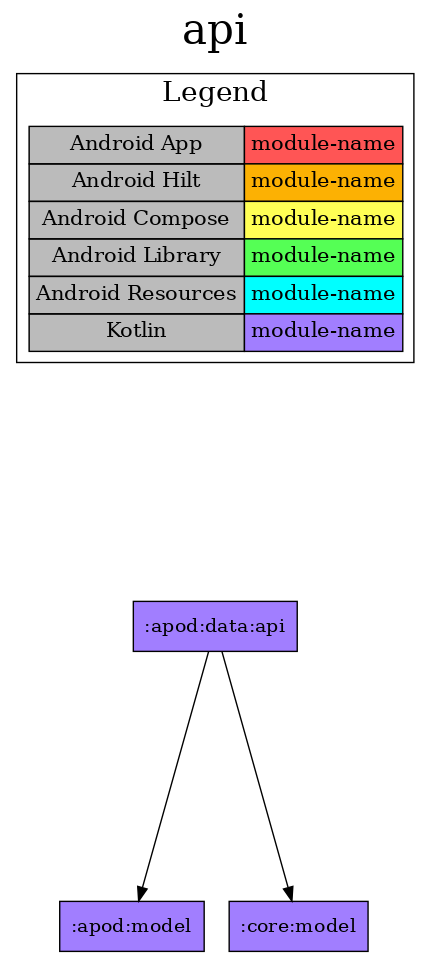 api
Legend
Android App module-name
Android Hilt module-name
Android Compose module-name
Android Library module-name
Android Resources module-name
Kotlin module-name
:apod:data:api
:apod:model :core:model